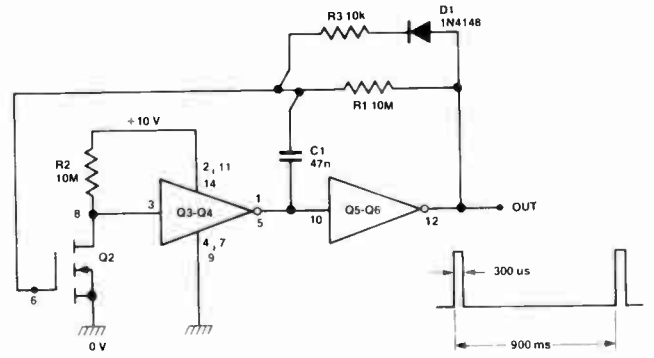 D1
1N4148
R3 10k
R1 10M
+10 V
R2
10M
2, 11
14
C1
47n
8
3
Q3-Q4
1
5
10
Q5-Q6
12
OUT
4, 7
9
Q2
6
0 V
300 us
900 ms